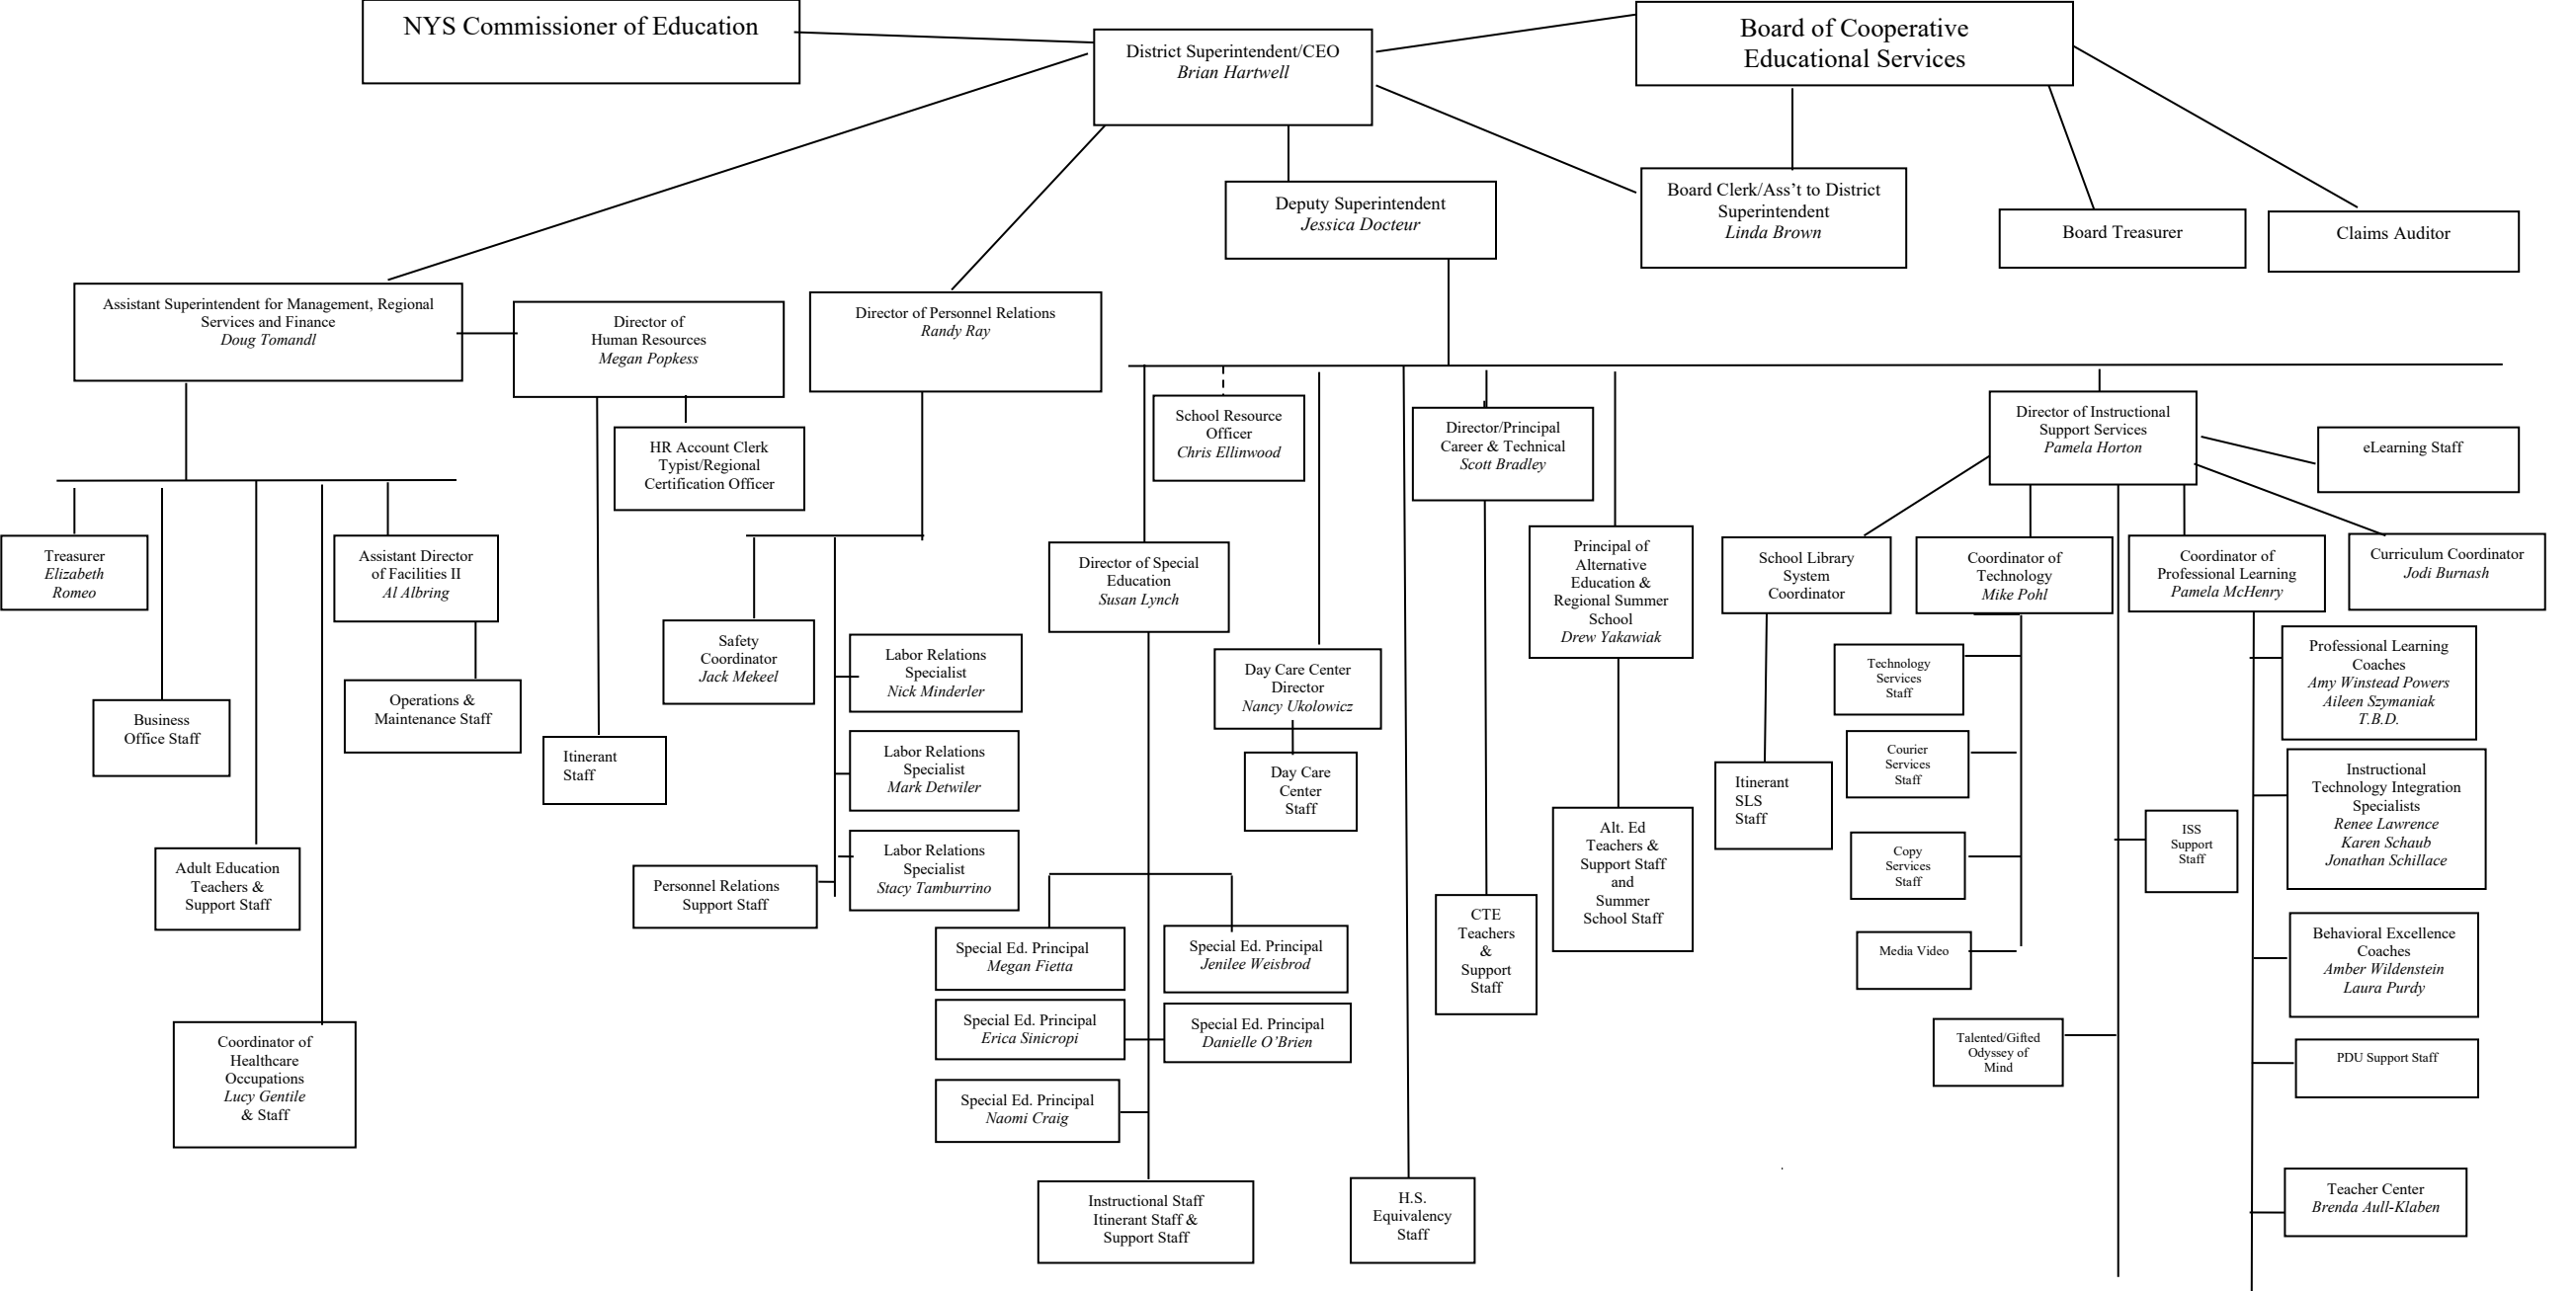 NYS Commissioner of Education
District Superintendent/CEO
Brian Hartwell
Board of Cooperative
Educational Services
Deputy Superintendent
Jessica Docteur
Board Clerk/Ass’t to District
Superintendent
Linda Brown
Board Treasurer
Claims Auditor
Assistant Superintendent for Management, Regional
Services and Finance
Doug Tomandl
Director of
Human Resources
Megan Popkess
Director of Personnel Relations
Randy Ray
HR Account Clerk
Typist/Regional
Certification Officer
School Resource
Officer
Chris Ellinwood
Director/Principal
Career & Technical
Scott Bradley
Director of Instructional
Support Services
Pamela Horton
eLearning Staff
Treasurer
Elizabeth
Romeo
Assistant Director
of Facilities II
Al Albring
Director of Special
Education
Susan Lynch
Principal of
Alternative
Education &
Regional Summer
School
Drew Yakawiak
School Library
System
Coordinator
Coordinator of
Technology
Mike Pohl
Coordinator of
Professional Learning
Pamela McHenry
Curriculum Coordinator
Jodi Burnash
Business
Office Staff
Operations &
Maintenance Staff
Itinerant
Staff
Safety
Coordinator
Jack Mekeel
Labor Relations
Specialist
Nick Minderler
Labor Relations
Specialist
Mark Detwiler
Labor Relations
Specialist
Stacy Tamburrino
Personnel Relations
Support Staff
Day Care Center
Director
Nancy Ukolowicz
Day Care
Center
Staff
Technology
Services
Staff
Courier
Services
Staff
Copy
Services
Staff
Media Video
Itinerant
SLS
Staff
ISS
Support
Staff
Professional Learning
Coaches
Amy Winstead Powers
Aileen Szymaniak
T.B.D.
Instructional
Technology Integration
Specialists
Renee Lawrence
Karen Schaub
Jonathan Schillace
Adult Education
Teachers &
Support Staff
Alt. Ed
Teachers &
Support Staff
and
Summer
School Staff
CTE
Teachers
&
Support
Staff
Special Ed. Principal
Megan Fietta
Special Ed. Principal
Jenilee Weisbrod
Special Ed. Principal
Erica Sinicropi
Special Ed. Principal
Danielle O’Brien
Special Ed. Principal
Naomi Craig
Behavioral Excellence
Coaches
Amber Wildenstein
Laura Purdy
Talented/Gifted
Odyssey of
Mind
PDU Support Staff
Coordinator of
Healthcare
Occupations
Lucy Gentile
& Staff
Instructional Staff
Itinerant Staff &
Support Staff
H.S.
Equivalency
Staff
Teacher Center
Brenda Aull-Klaben